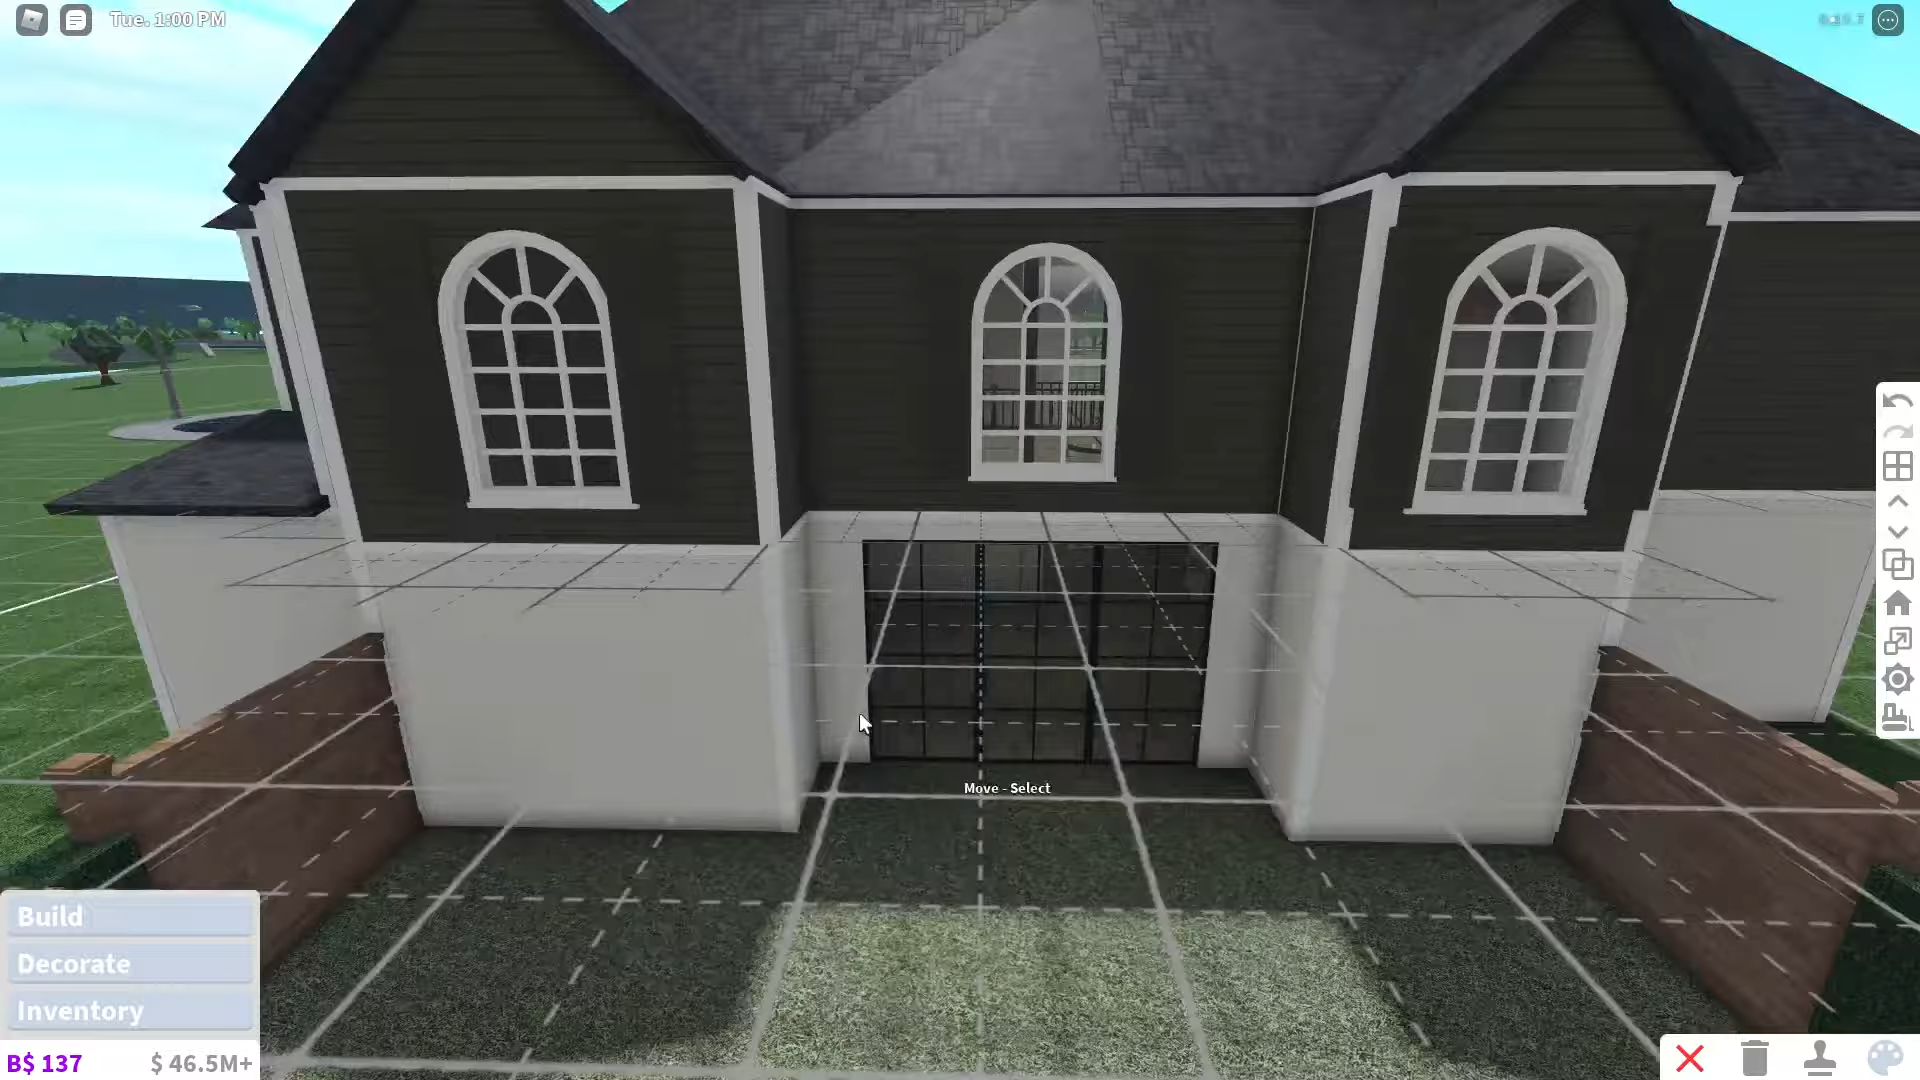 Tue. 1:00 PM
Move - Select
Build
Decorate
Inventory
B$ 137
$ 46.5M+